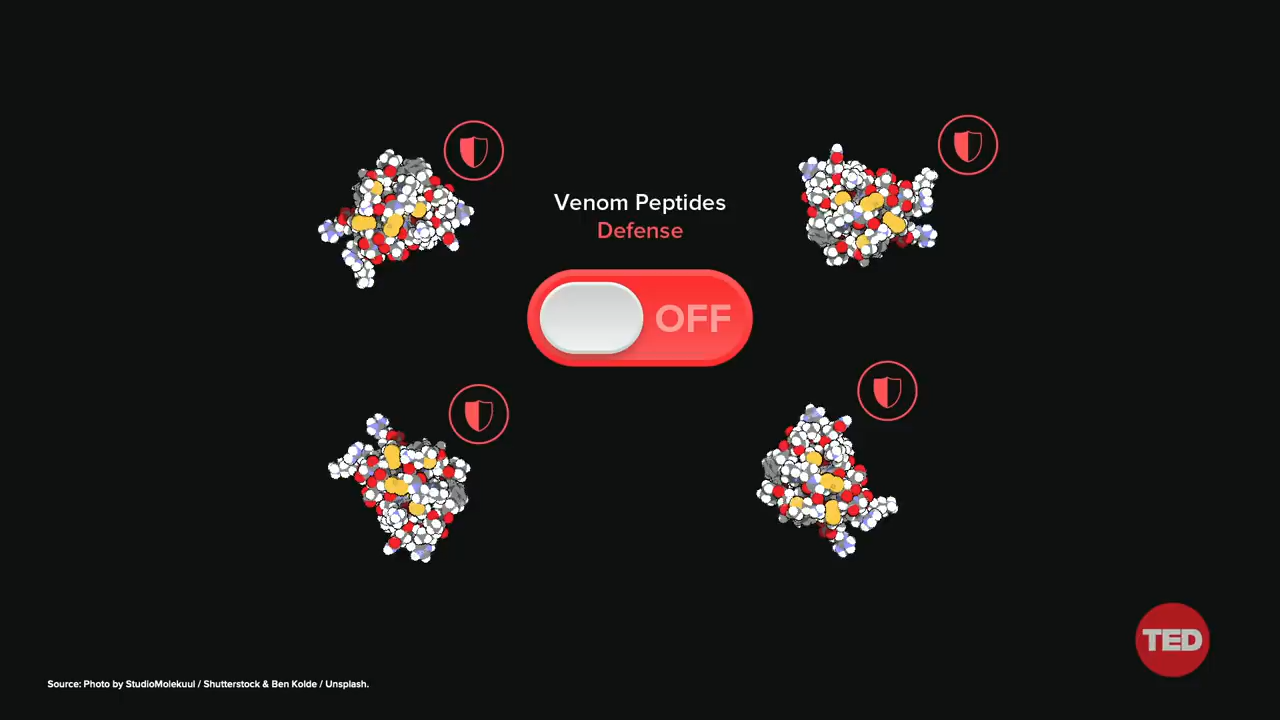 Venom Peptides
Defense
OFF
TED
Source: Photo by StudioMolekuul / Shutterstock & Ben Kolde / Unsplash.